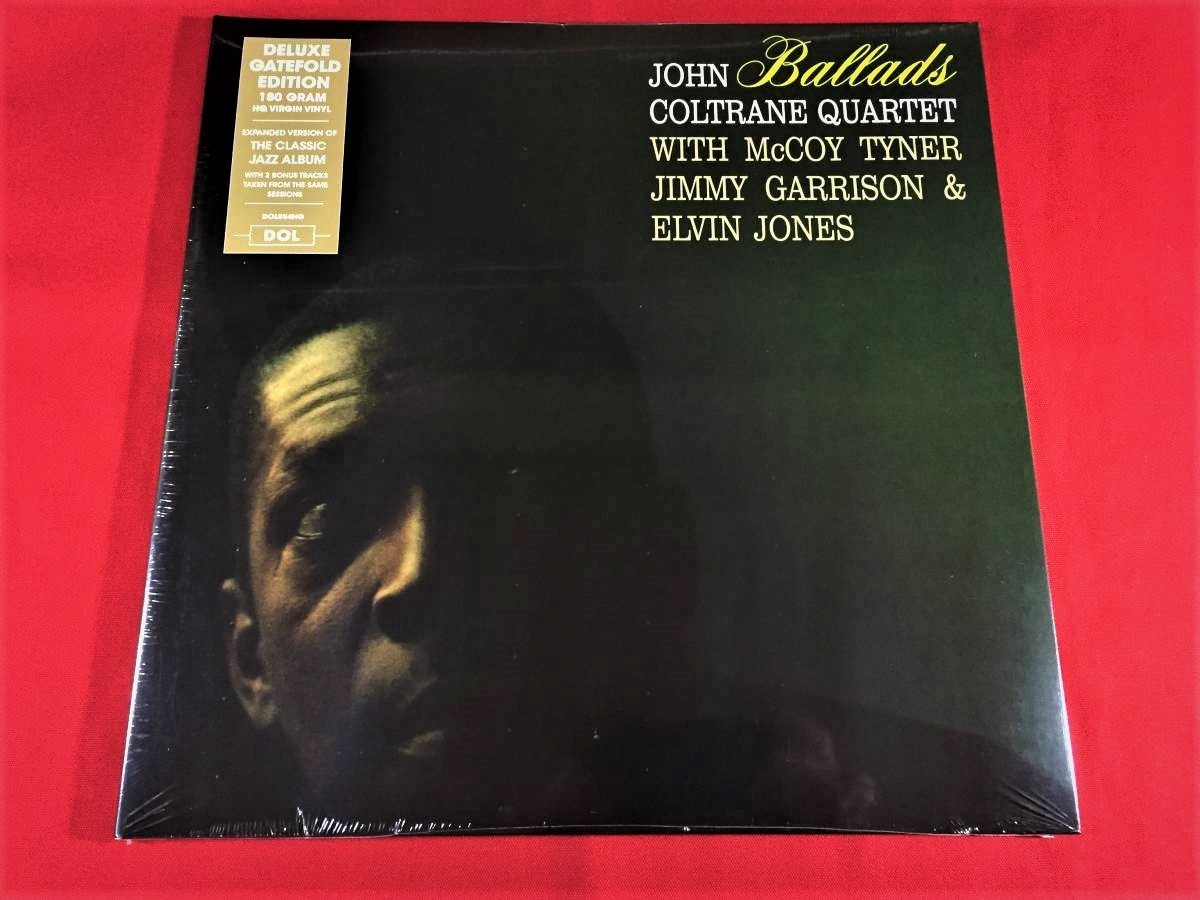 DELUXE
GATEFOLD
EDITION
180 GRAM
HQ VIRGIN VINYL
EXPANDED VERSION OF
THE CLASSIC
JAZZ ALBUM
WITH 2 BONUS TRACKS
TAKEN FROM THE SAME
SESSIONS
DOL
JOHN Ballads
COLTRANE QUARTET
WITH McCOY TYNER
JIMMY GARRISON &
ELVIN JONES